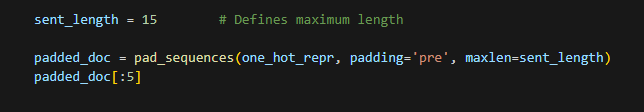 sent_length = 15        # Defines maximum length
padded_doc = pad_sequences(one_hot_repr, padding='pre', maxlen=sent_length)
padded_doc[:5]